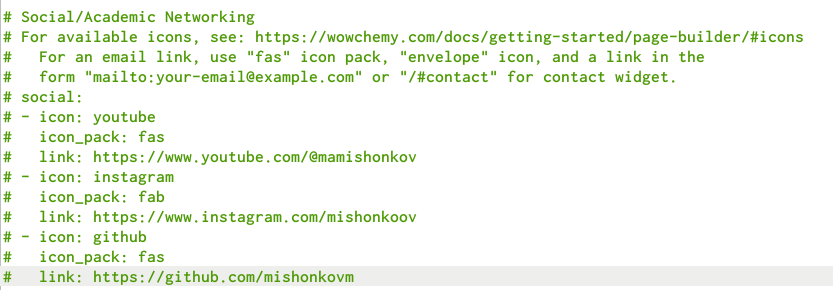 # Social/Academic Networking
# For available icons, see: https://wowchemy.com/docs/getting-started/page-builder/#icons
#   For an email link, use "fas" icon pack, "envelope" icon, and a link in the
#   form "mailto:your-email@example.com" or "/#contact" for contact widget.
# social:
# - icon: youtube
#   icon_pack: fas
#   link: https://www.youtube.com/@mamishonkov
# - icon: instagram
#   icon_pack: fab
#   link: https://www.instagram.com/mishonkoov
# - icon: github
#   icon_pack: fas
#   link: https://github.com/mishonkovm